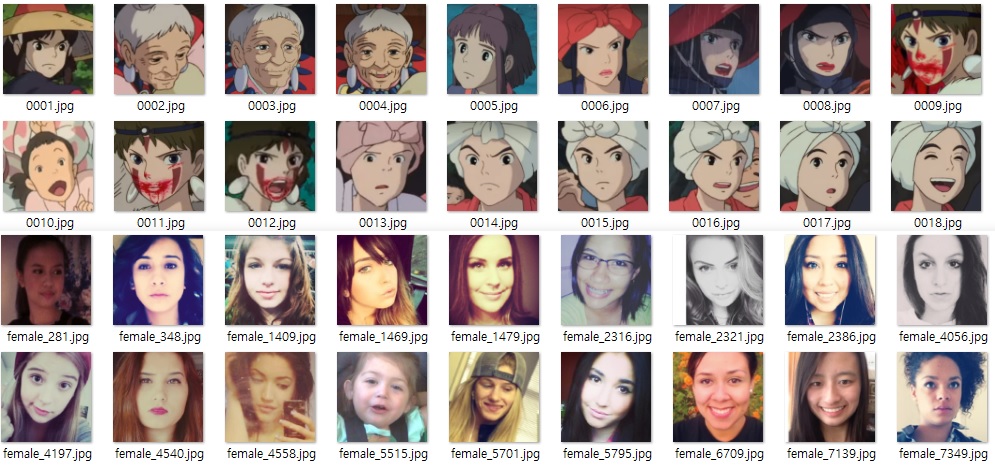 0001.jpg 0002.jpg 0003.jpg 0004.jpg 0005.jpg 0006.jpg 0007.jpg 0008.jpg 0009.jpg
0010.jpg 0011.jpg 0012.jpg 0013.jpg 0014.jpg 0015.jpg 0016.jpg 0017.jpg 0018.jpg
female_281.jpg female_348.jpg female_1409.jpg female_1469.jpg female_1479.jpg female_2316.jpg female_2321.jpg female_2386.jpg female_4056.jpg
female_4197.jpg female_4540.jpg female_4558.jpg female_5515.jpg female_5701.jpg female_5795.jpg female_6709.jpg female_7139.jpg female_7349.jpg